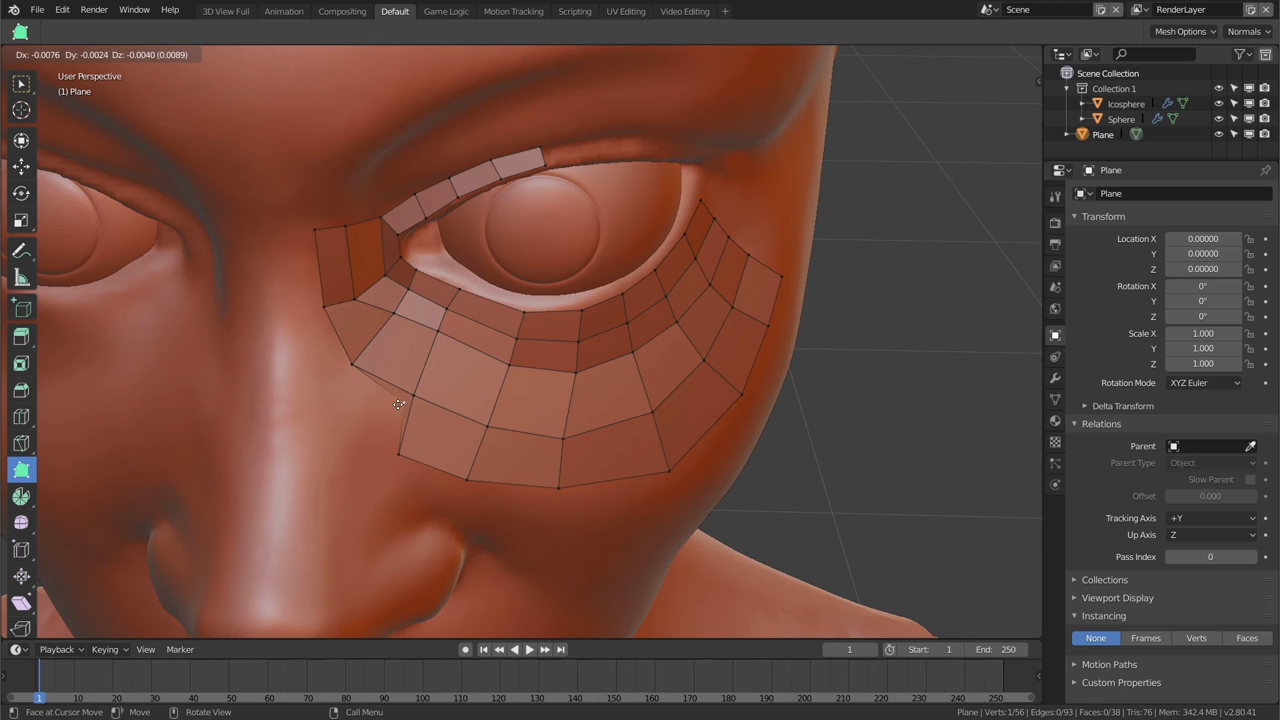 File Edit Render Window Help 3D View Full Animation Compositing Default Game Logic Motion Tracking Scripting UV Editing Video Editing + Scene RenderLayer
Mesh Options Normals
Dx: -0.0076 Dy: -0.0024 Dz: -0.0040 (0.0089)
User Perspective
(1) Plane
Scene Collection
Collection 1
Icosphere
Sphere
Plane
Plane
Plane
Transform
Location X 0.00000
Y 0.00000
Z 0.00000
Rotation X 0°
Y 0°
Z 0°
Scale X 1.000
Y 1.000
Z 1.000
Rotation Mode XYZ Euler
Delta Transform
Relations
Parent
Parent Type Object
Slow Parent
Offset 0.000
Tracking Axis +Y
Up Axis Z
Pass Index 0
Collections
Viewport Display
Instancing
None Frames Verts Faces
Motion Paths
Custom Properties
Playback Keying View Marker 1 Start: 1 End: 250
1 10 20 30 40 50 60 70 80 90 100 110 120 130 140 150 160 170 180 190 200 210 220 230 240 250
Face at Cursor Move Move Rotate View Call Menu Plane | Verts:1/56 | Edges:0/93 | Faces:0/38 | Tris:76 | Mem: 342.4 MB | v2.80.41